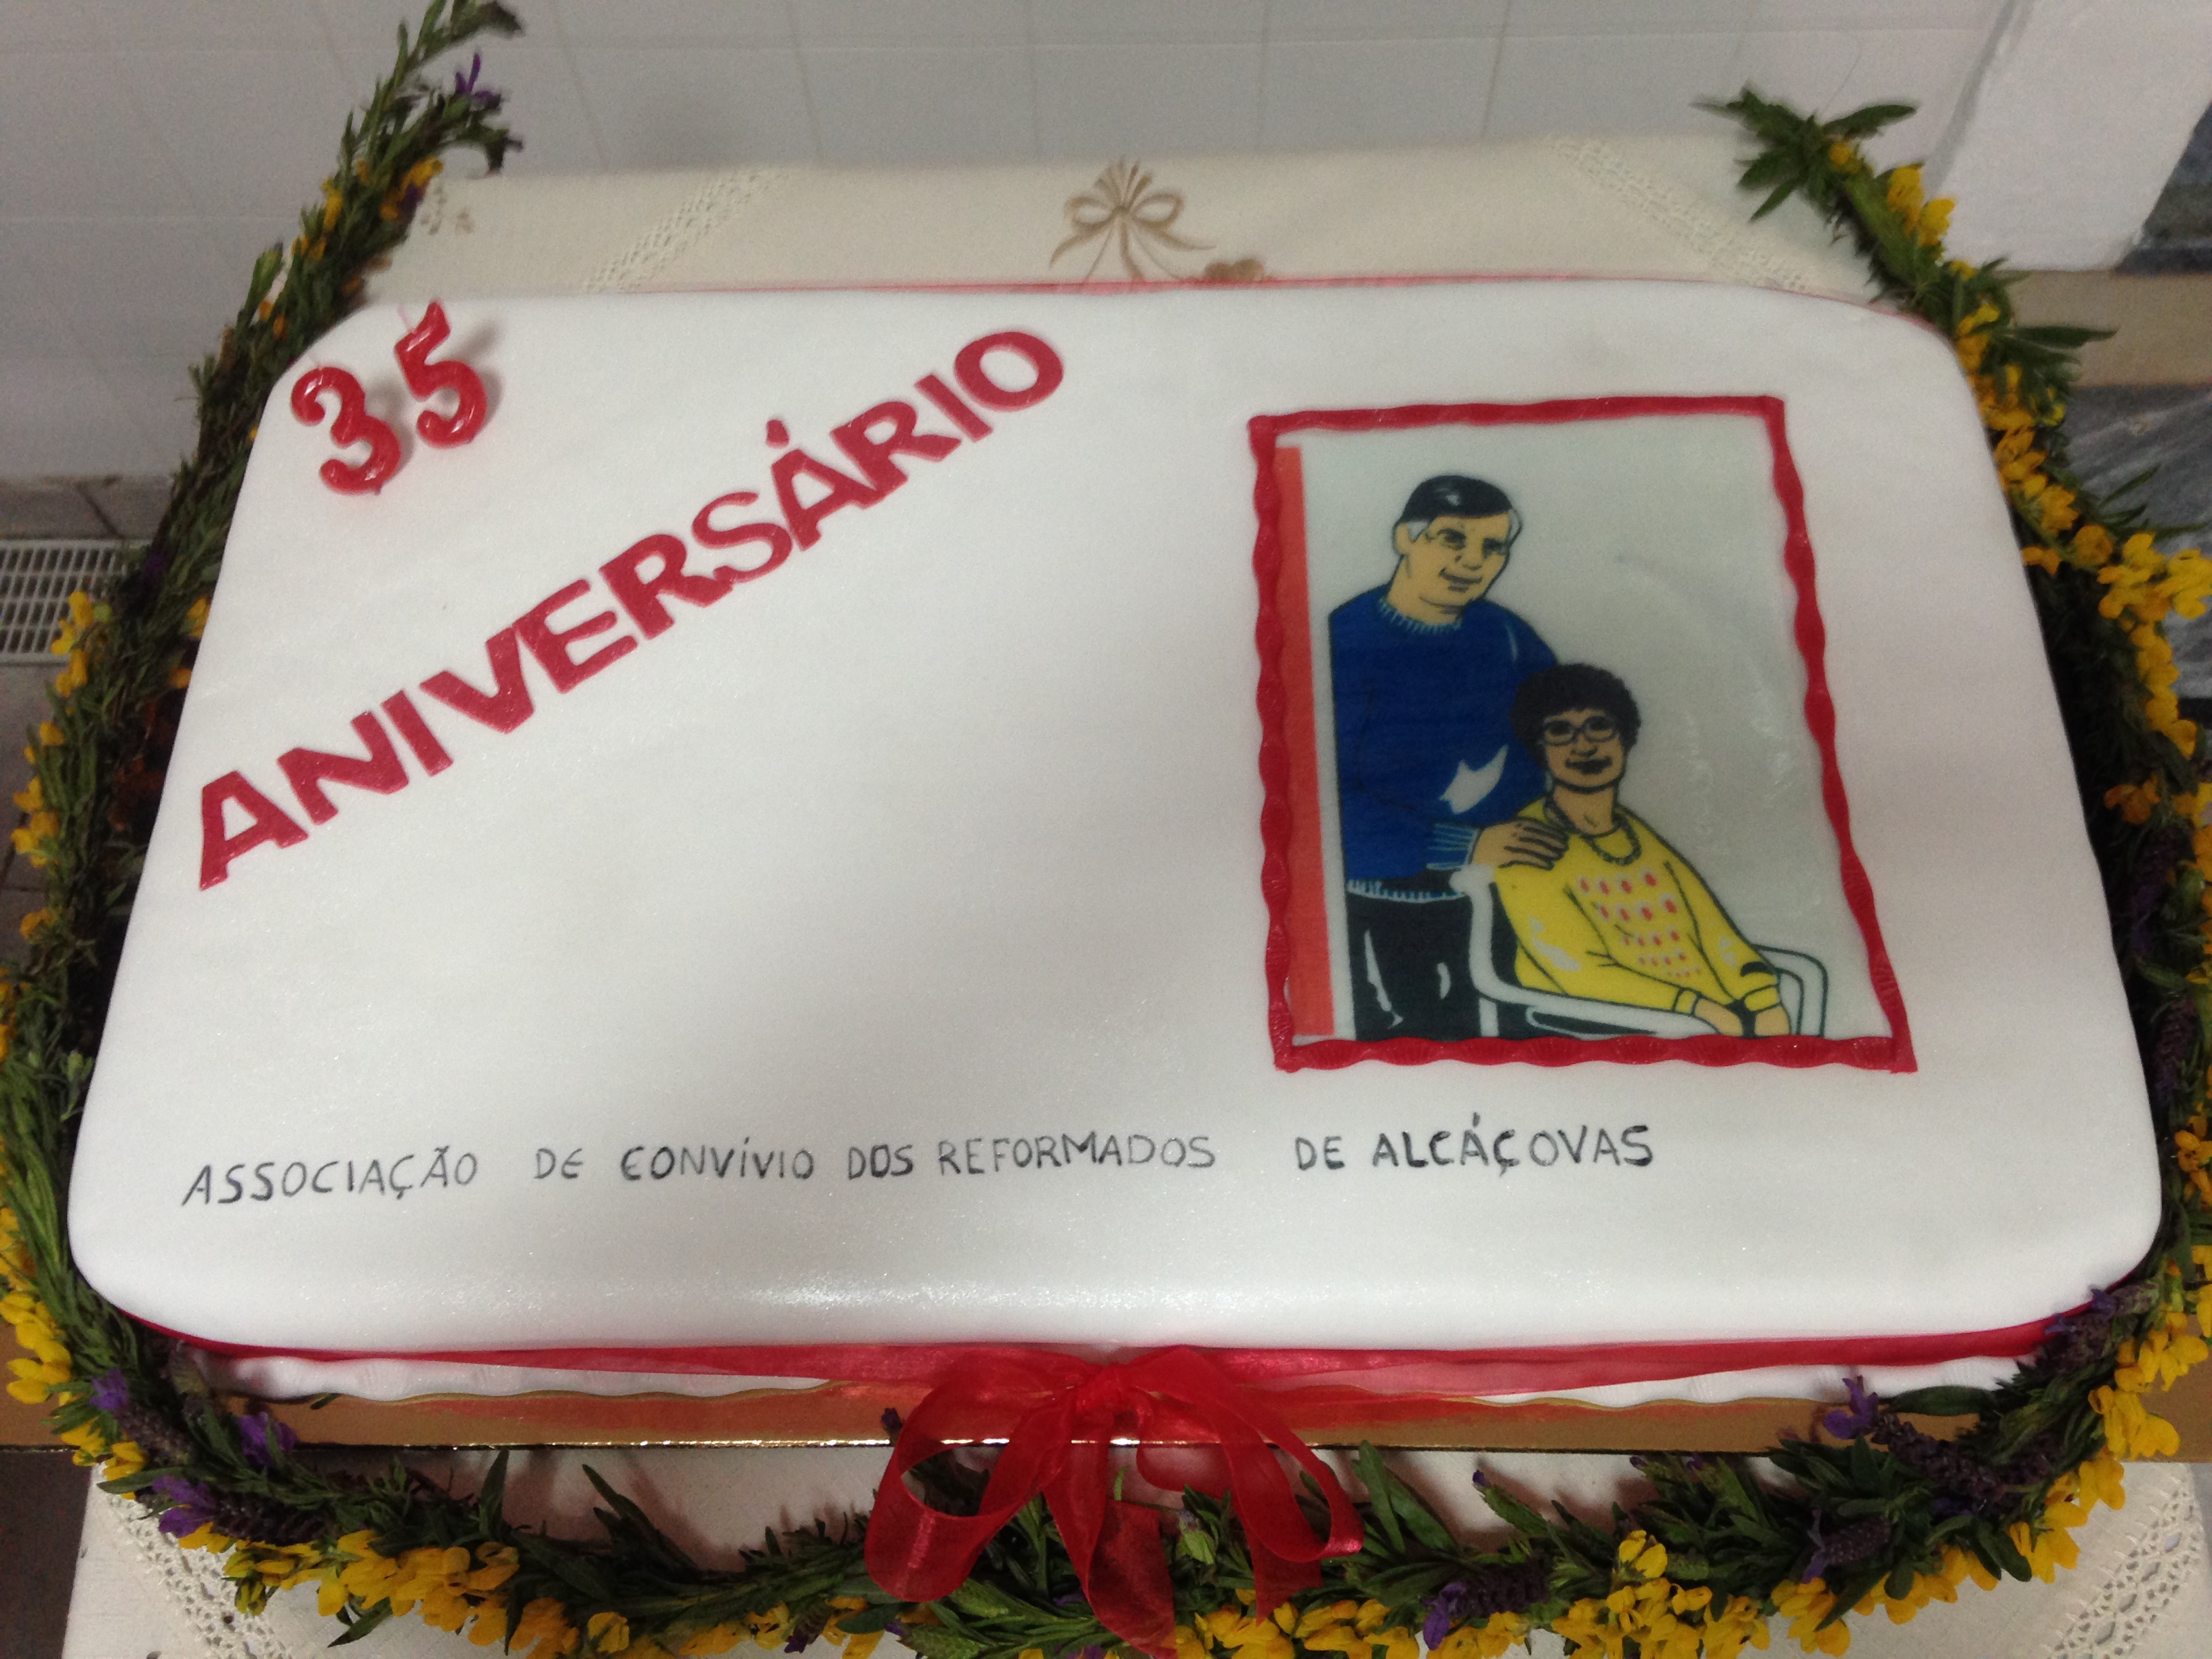 35
ANIVERSÁRIO
ASSOCIAÇÃO DE CONVÍVIO DOS REFORMADOS DE ALCÁÇOVAS